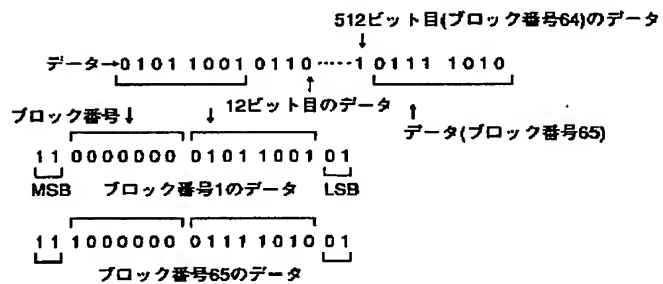 512ビット目(ブロック番号64)のデータ
データ→0101 1001 0110 ・・・・・1 0111 1010
ブロック番号 12ビット目のデータ
データ(ブロック番号65)
11 0000000 0101 1001 01
MSB ブロック番号1のデータ LSB
11 1000000 0111 1010 01
ブロック番号65のデータ